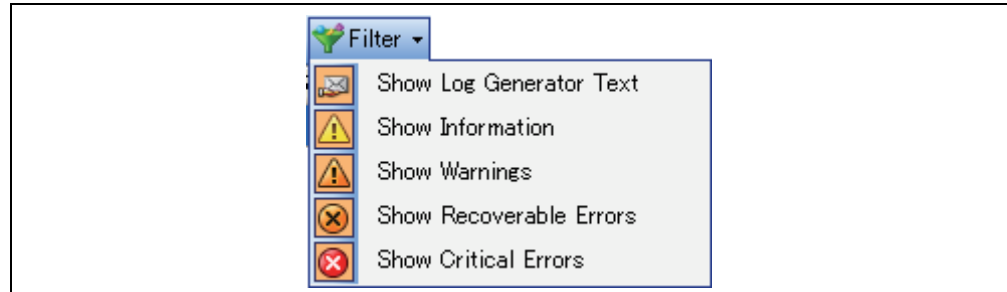 Filter
Show Log Generator Text
Show Information
Show Warnings
Show Recoverable Errors
Show Critical Errors